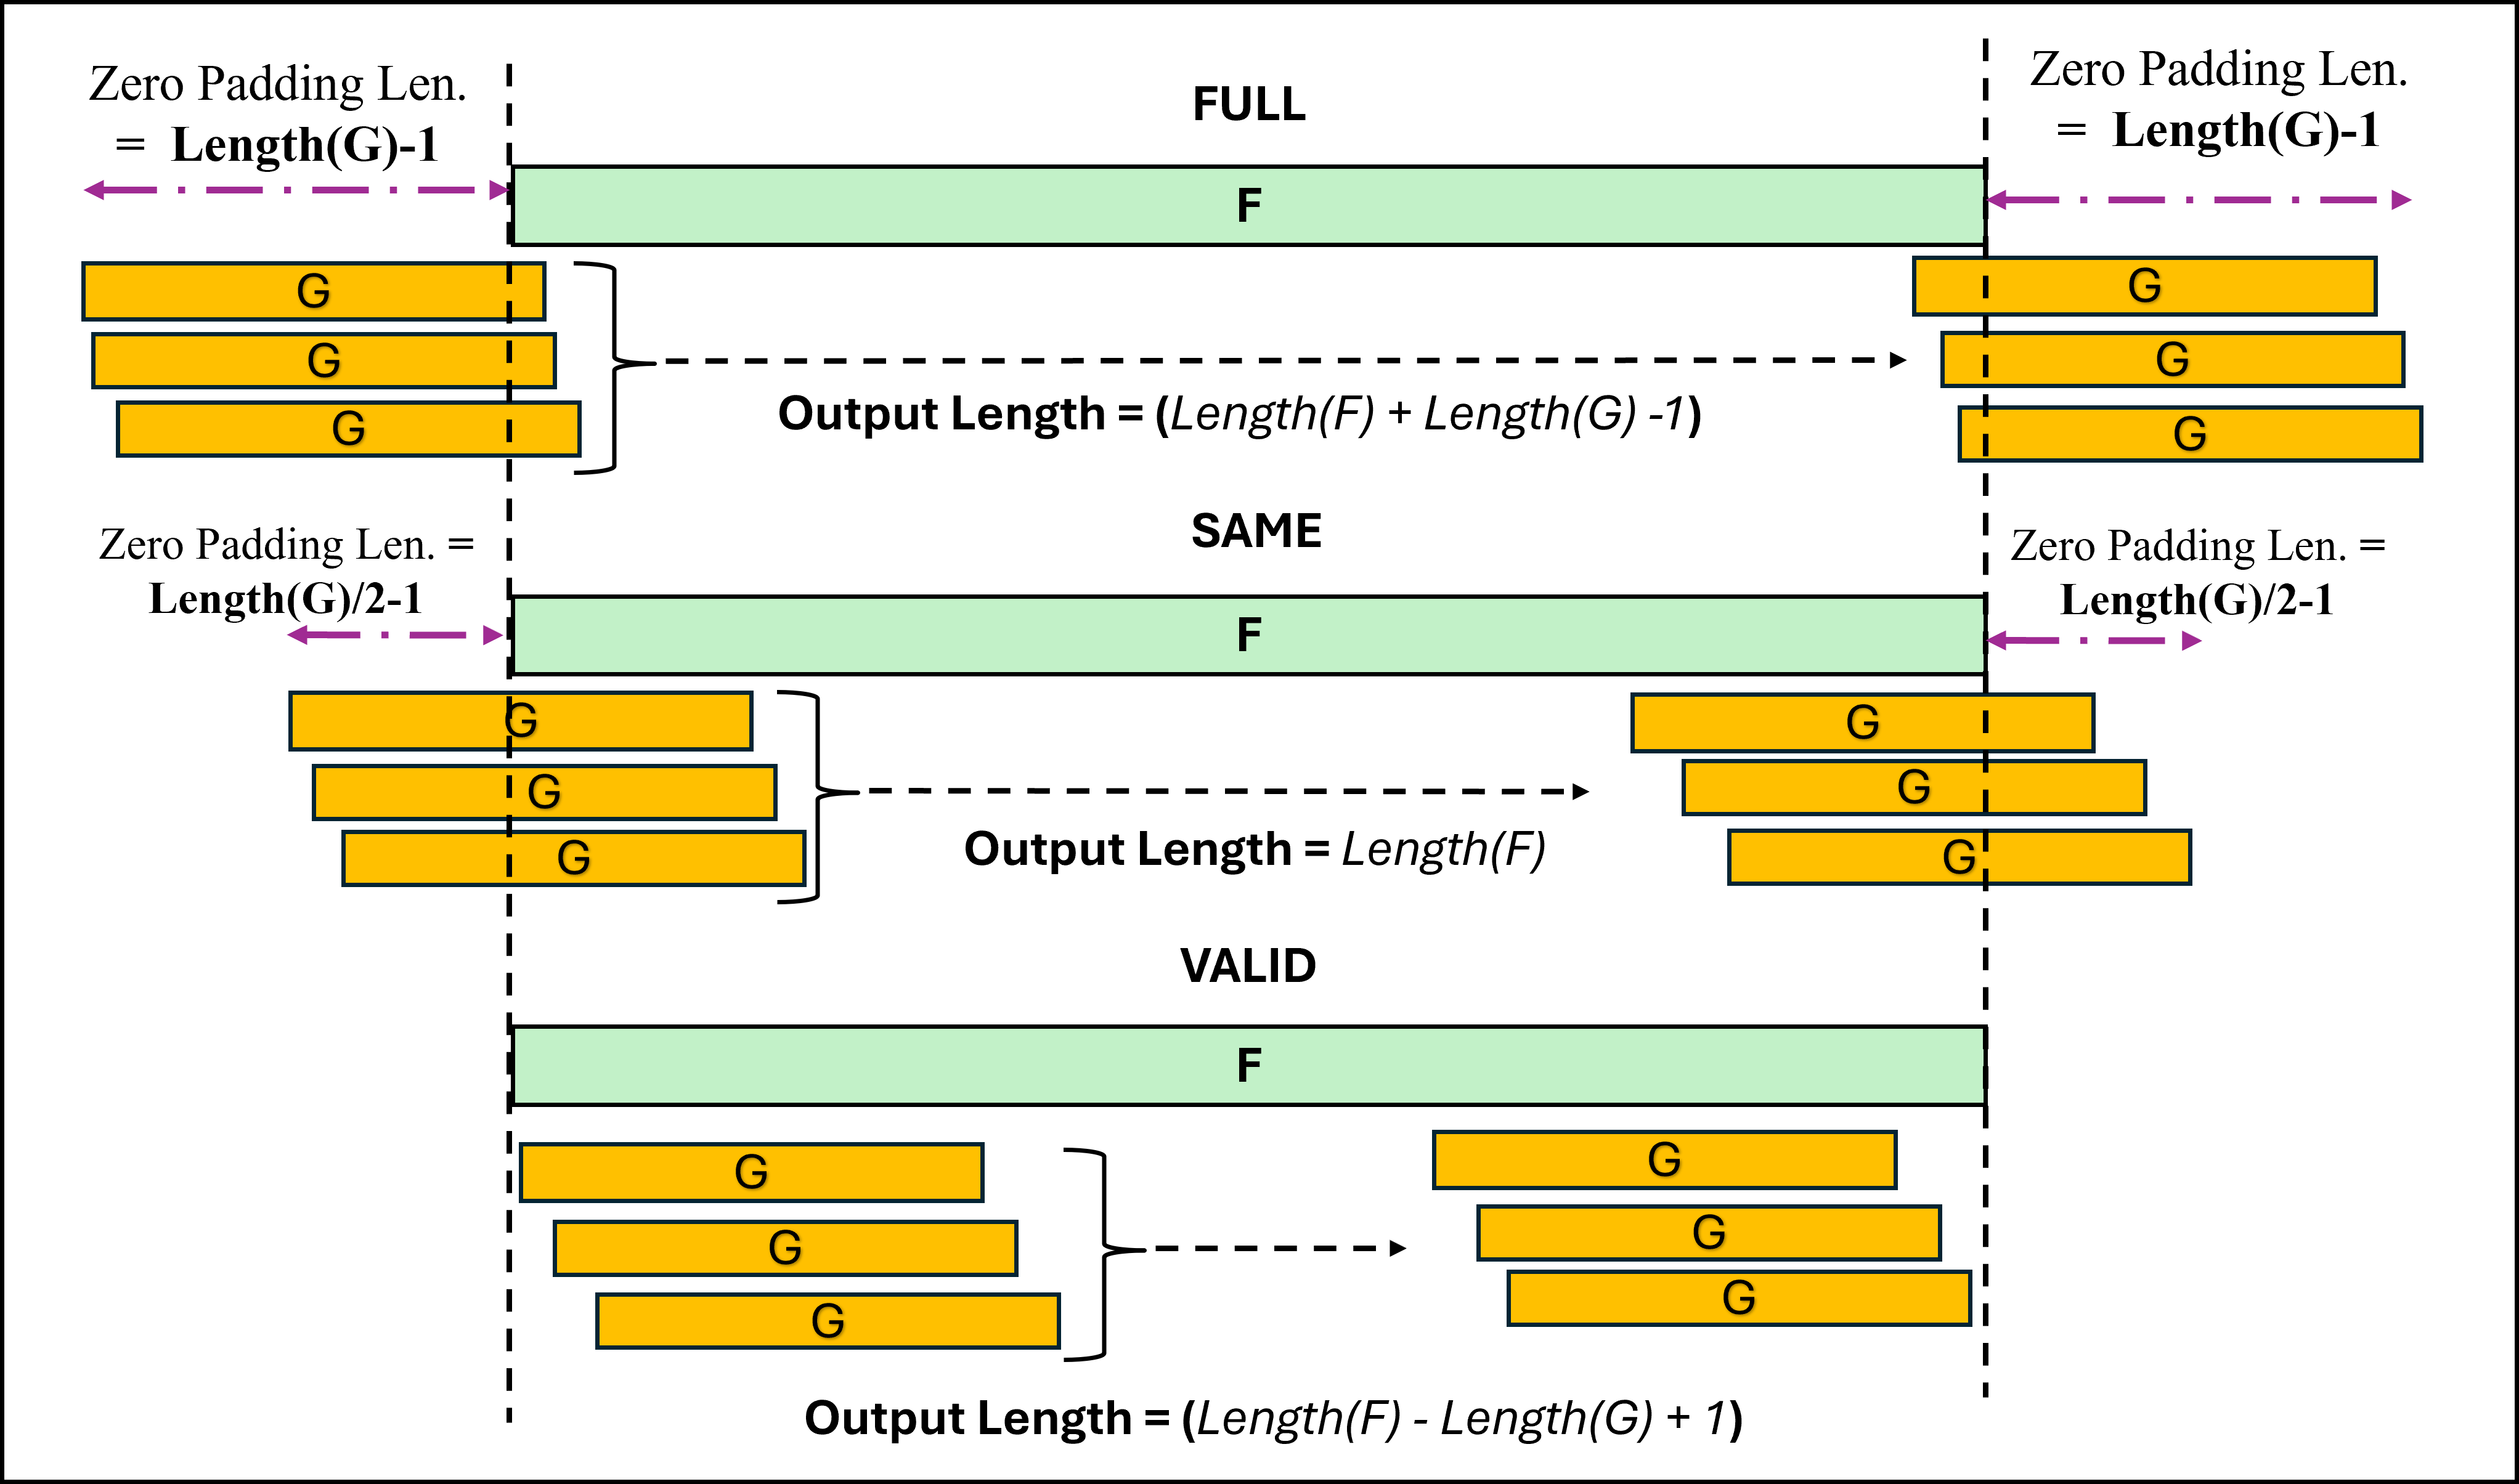 Zero Padding Len.
= Length(G)-1
FULL
Zero Padding Len.
= Length(G)-1
F
G
G
G
G
G
G
Output Length = (Length(F) + Length(G) -1)
SAME
Zero Padding Len. =
Length(G)/2-1
Zero Padding Len. =
Length(G)/2-1
F
G
G
G
G
G
G
Output Length = Length(F)
VALID
F
G
G
G
G
G
G
Output Length = (Length(F) - Length(G) + 1)